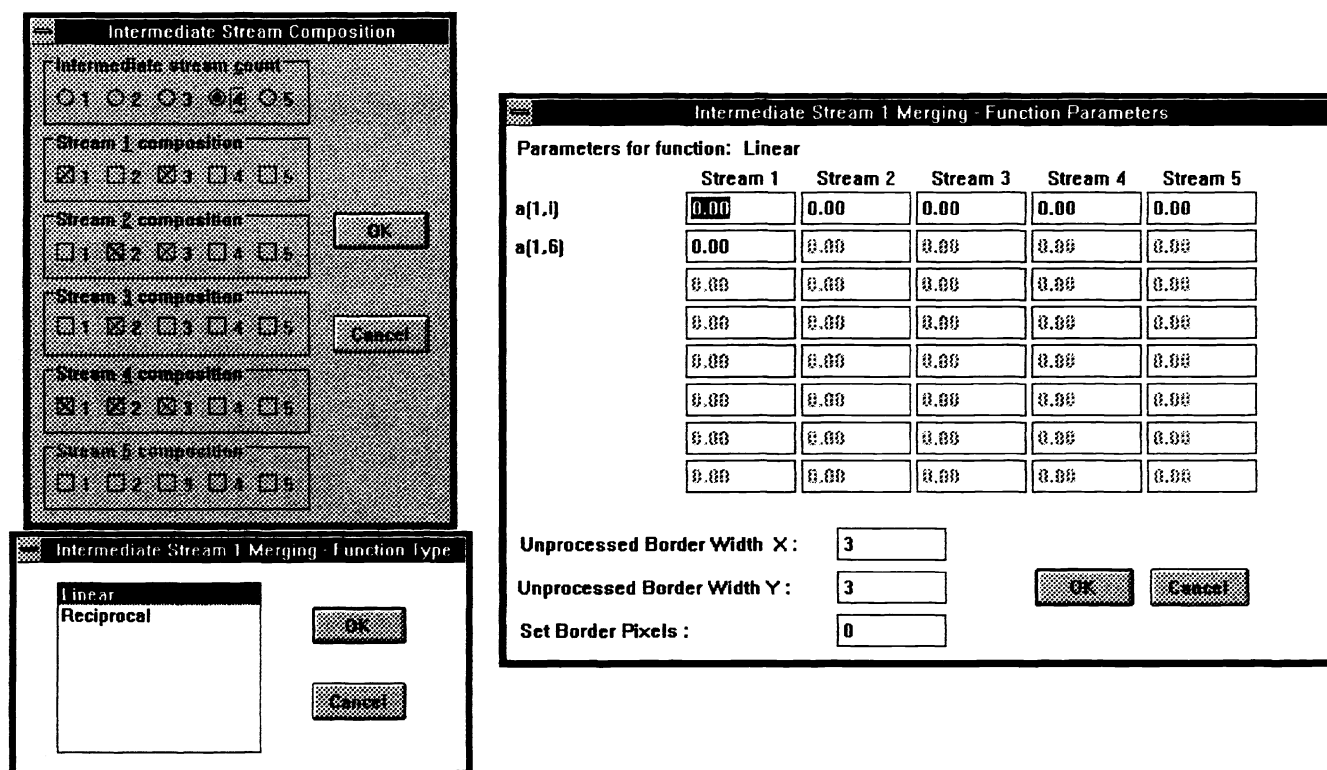 Intermediate Stream Composition
Intermediate stream count
1 2 3 4 5
Stream 1 composition
1 2 3 4 5
Stream 2 composition
1 2 3 4 5
Stream 3 composition
1 2 3 4 5
Stream 4 composition
1 2 3 4 5
Stream 5 composition
1 2 3 4 5
OK
Cancel
Intermediate Stream 1 Merging - Function Type
Linear
Reciprocal
OK
Cancel
Intermediate Stream 1 Merging - Function Parameters
Parameters for function: Linear
Stream 1 Stream 2 Stream 3 Stream 4 Stream 5
a(1,i) 0.00 0.00 0.00 0.00 0.00
a(1,6) 0.00 0.00 0.00 0.00 0.00
0.00 0.00 0.00 0.00 0.00
0.00 0.00 0.00 0.00 0.00
0.00 0.00 0.00 0.00 0.00
0.00 0.00 0.00 0.00 0.00
0.00 0.00 0.00 0.00 0.00
0.00 0.00 0.00 0.00 0.00
Unprocessed Border Width X : 3
Unprocessed Border Width Y : 3
Set Border Pixels : 0
OK Cancel